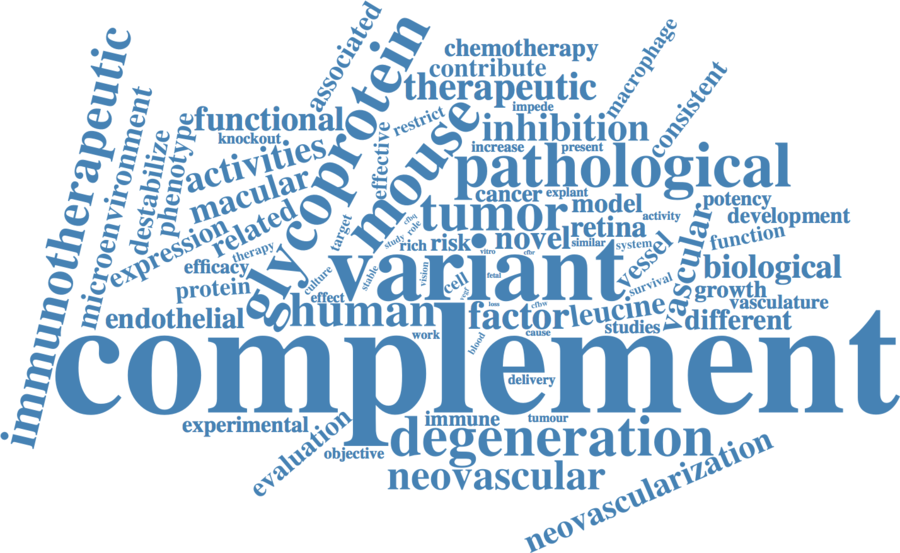 immunotherapeutic
microenvironment
destabilize
phenotype
functional
knockout
activities
macular
related
expression
therapy
efficacy
protein
endothelial
glycoprotein
associated
evaluation
experimental
objective
culture
effect
human
target
stable
study
role
cfhq
effective
restrict
mouse
chemotherapy
contribute
therapeutic
impede
inhibition
increase
present
macrophage
consistent
pathological
cancer
explant
model
tumor
retina
activity
potency
development
rich
risk
novel
similar
system
function
vitro
variant
vision
cell
fetal
vessel
survival
vascular
biological
growth
vasculature
loss
factor
leucine
studies
different
work
blood
cause
complement
delivery
immune
tumour
degeneration
neovascular
neovascularization